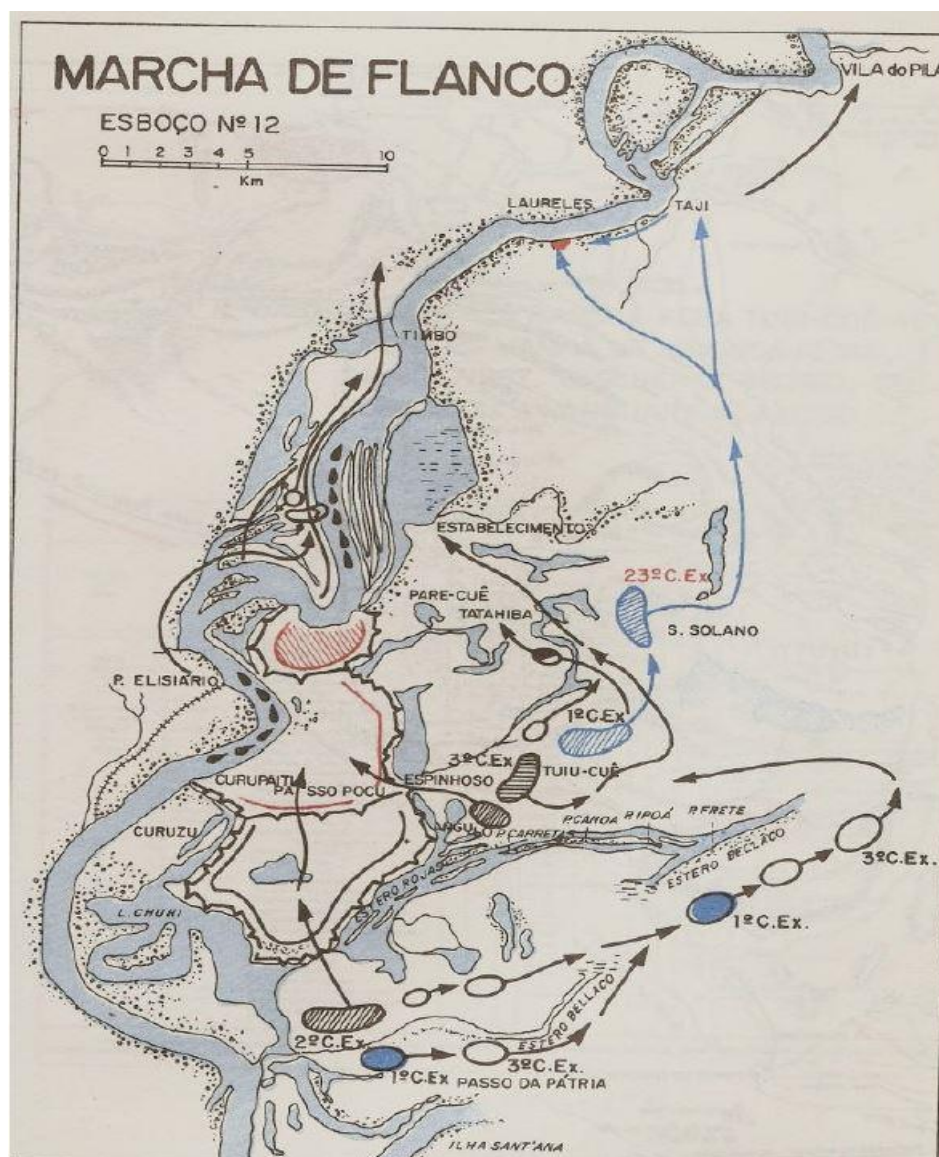 MARCHA DE FLANCO
ESBOÇO Nº 12
0 1 2 3 4 5 10
Km
VILA do PILA
LAURELES
TAJI
TIMBO
ESTABELECIMENTO
PARE-CUÊ
TATAHIBA
23º C.Ex
S. SOLANO
P. ELISIÁRIO
1º C.Ex
3º C.Ex
TUIU-CUÊ
CURUPAITI
PASSO POCU
ESPINHOSO
CURUZU
ANGULO
P.CARRETAS
P.CANOA
P.IPOÁ
P.FRETE
ESTERO BELLACO
3º C.Ex.
ESTERO ROJAS
L. CHICHI
1º C.Ex.
2º C.Ex.
ESTERO BELLACO
1º C.Ex
3º C.Ex.
PASSO DA PÁTRIA
ILHA SANT'ANA